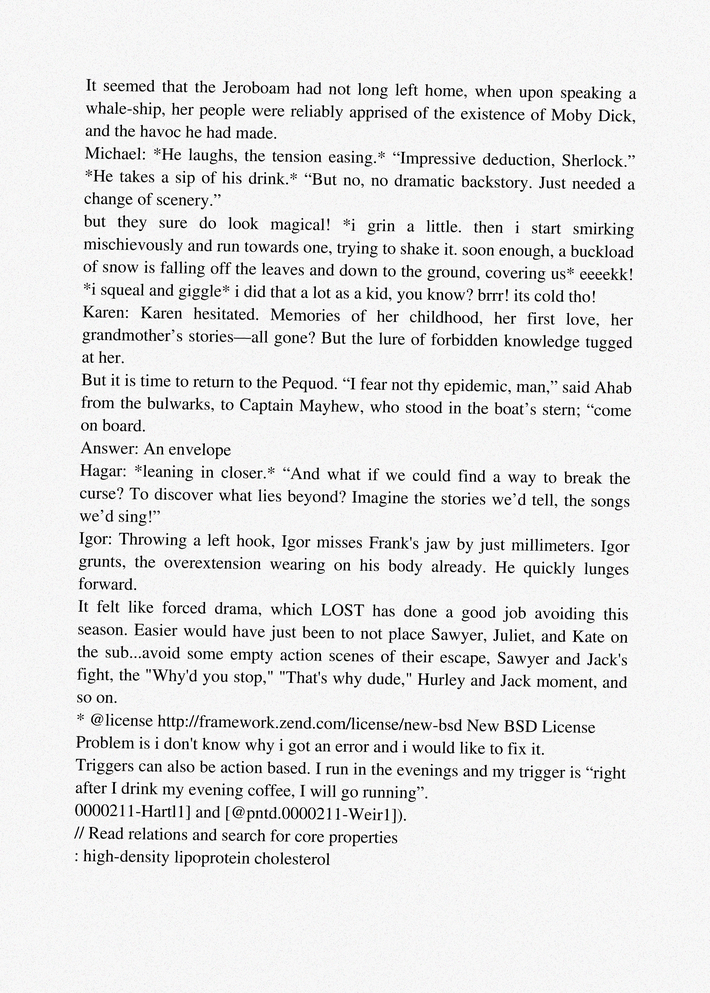 It seemed that the Jeroboam had not long left home, when upon speaking a
whale-ship, her people were reliably apprised of the existence of Moby Dick,
and the havoc he had made.
Michael: *He laughs, the tension easing.* “Impressive deduction, Sherlock.”
*He takes a sip of his drink.* “But no, no dramatic backstory. Just needed a
change of scenery.”
but they sure do look magical! *i grin a little. then i start smirking
mischievously and run towards one, trying to shake it. soon enough, a buckload
of snow is falling off the leaves and down to the ground, covering us* eeeekk!
*i squeal and giggle* i did that a lot as a kid, you know? brrr! its cold tho!
Karen: Karen hesitated. Memories of her childhood, her first love, her
grandmother’s stories—all gone? But the lure of forbidden knowledge tugged
at her.
But it is time to return to the Pequod. “I fear not thy epidemic, man,” said Ahab
from the bulwarks, to Captain Mayhew, who stood in the boat’s stern; “come
on board.
Answer: An envelope
Hagar: *leaning in closer.* “And what if we could find a way to break the
curse? To discover what lies beyond? Imagine the stories we’d tell, the songs
we’d sing!”
Igor: Throwing a left hook, Igor misses Frank's jaw by just millimeters. Igor
grunts, the overextension wearing on his body already. He quickly lunges
forward.
It felt like forced drama, which LOST has done a good job avoiding this
season. Easier would have just been to not place Sawyer, Juliet, and Kate on
the sub...avoid some empty action scenes of their escape, Sawyer and Jack's
fight, the "Why'd you stop," "That's why dude," Hurley and Jack moment, and
so on.
* @license http://framework.zend.com/license/new-bsd New BSD License
Problem is i don't know why i got an error and i would like to fix it.
Triggers can also be action based. I run in the evenings and my trigger is “right
after I drink my evening coffee, I will go running”.
0000211-Hartl1] and [@pntd.0000211-Weir1]).
// Read relations and search for core properties
: high-density lipoprotein cholesterol